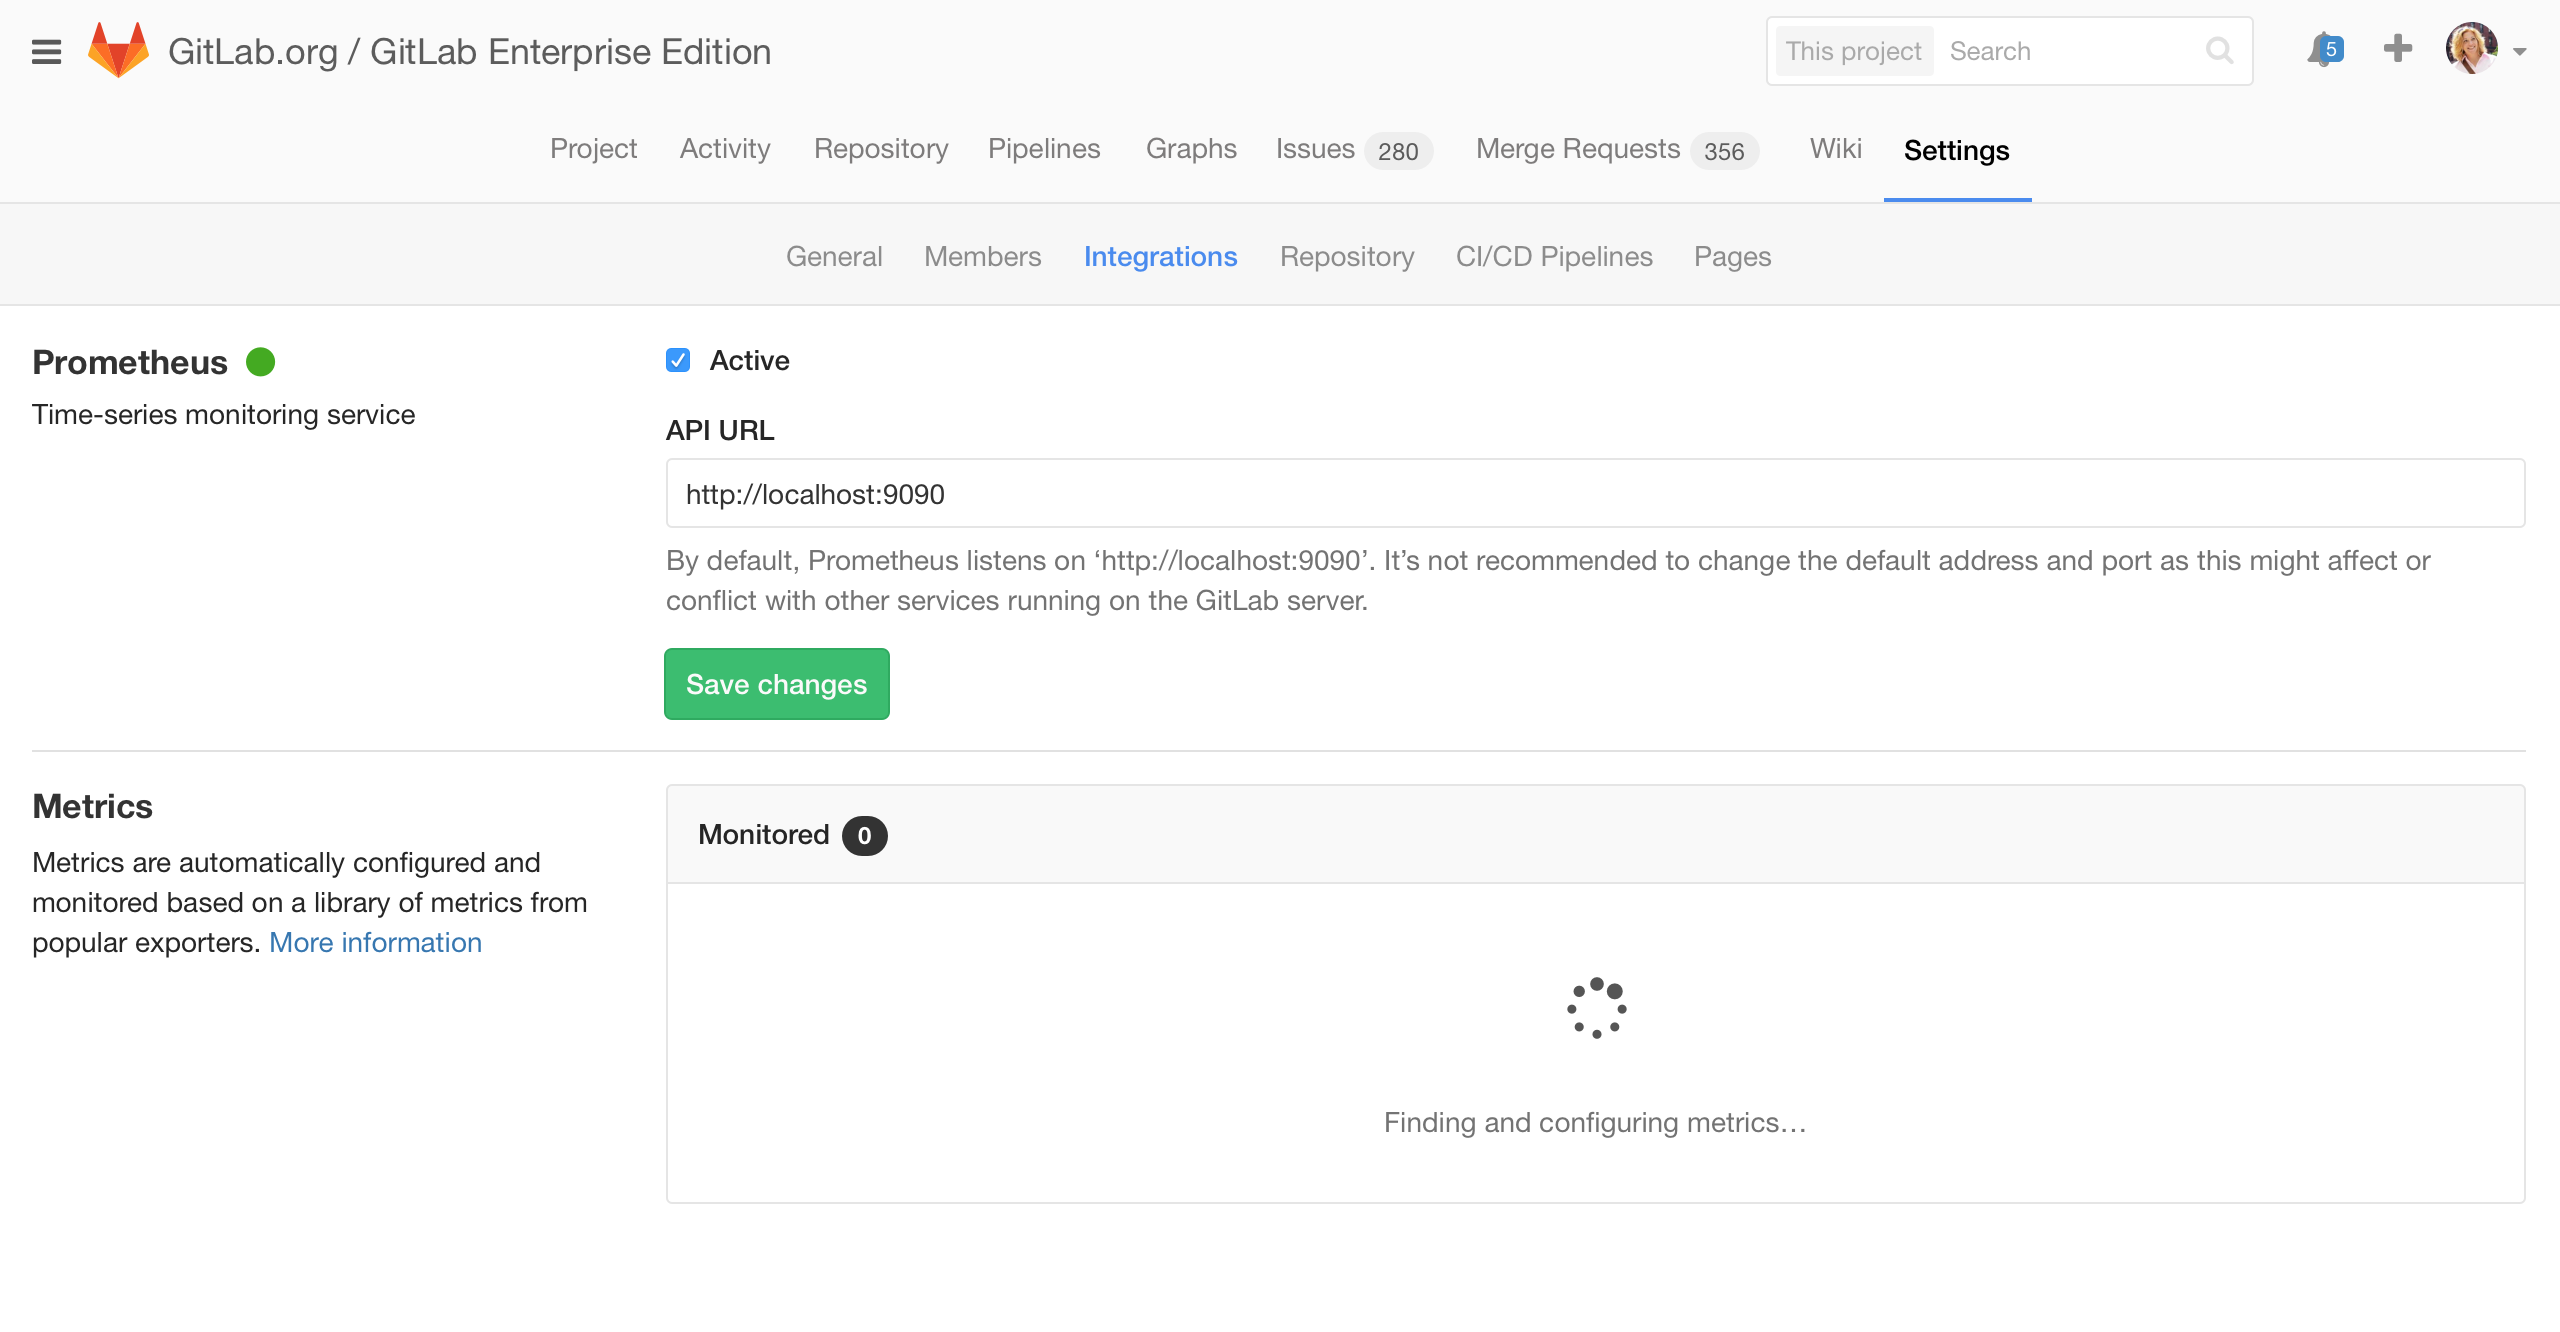 GitLab.org / GitLab Enterprise Edition
This project Search
5
Project Activity Repository Pipelines Graphs Issues 280 Merge Requests 356 Wiki Settings
General Members Integrations Repository CI/CD Pipelines Pages
Prometheus
Time-series monitoring service
Active
API URL
http://localhost:9090
By default, Prometheus listens on ‘http://localhost:9090’. It’s not recommended to change the default address and port as this might affect or
conflict with other services running on the GitLab server.
Save changes
Metrics
Metrics are automatically configured and
monitored based on a library of metrics from
popular exporters. More information
Monitored 0
Finding and configuring metrics…